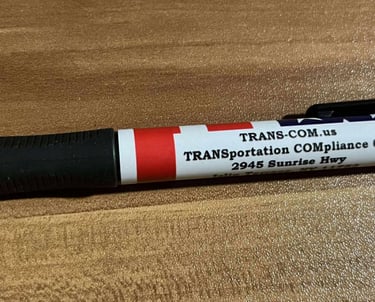 TRANS-COM.us
TRANSportation COMpliance
2945 Sunrise Hwy